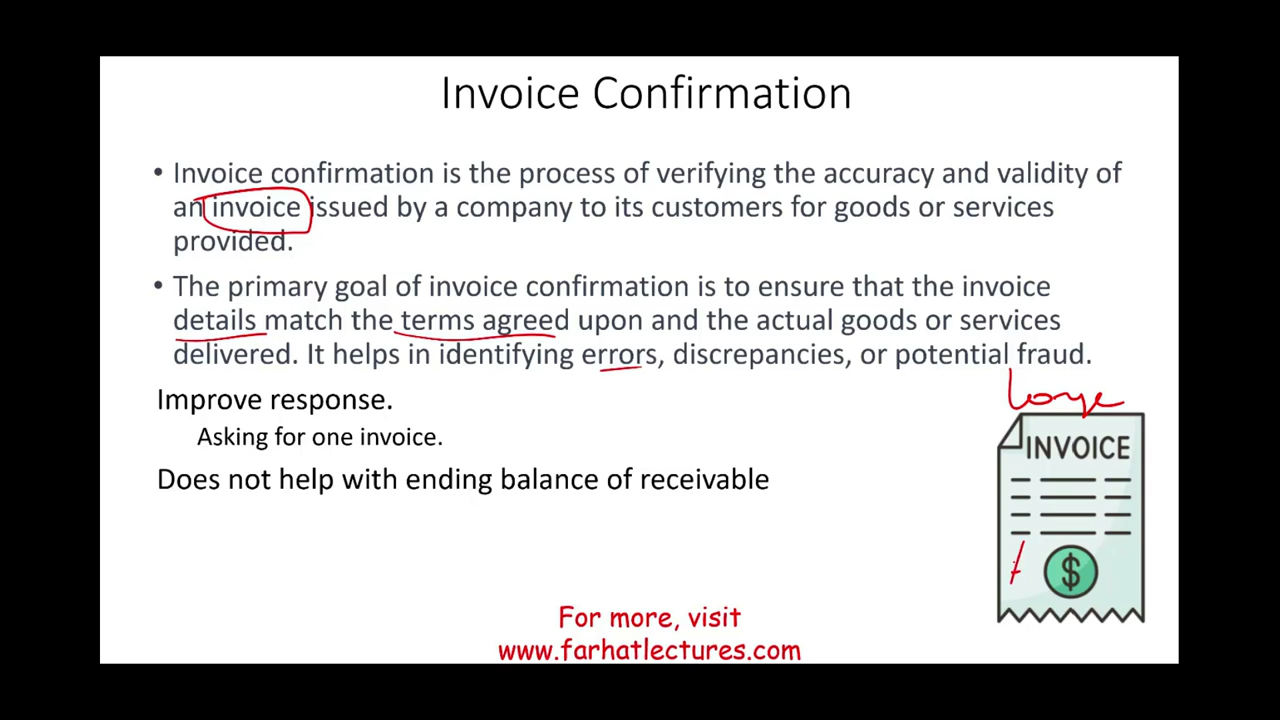 Invoice Confirmation
• Invoice confirmation is the process of verifying the accuracy and validity of
an invoice issued by a company to its customers for goods or services
provided.
• The primary goal of invoice confirmation is to ensure that the invoice
details match the terms agreed upon and the actual goods or services
delivered. It helps in identifying errors, discrepancies, or potential fraud.
Improve response.
Asking for one invoice.
Does not help with ending balance of receivable
Large
INVOICE
$
For more, visit
www.farhatlectures.com